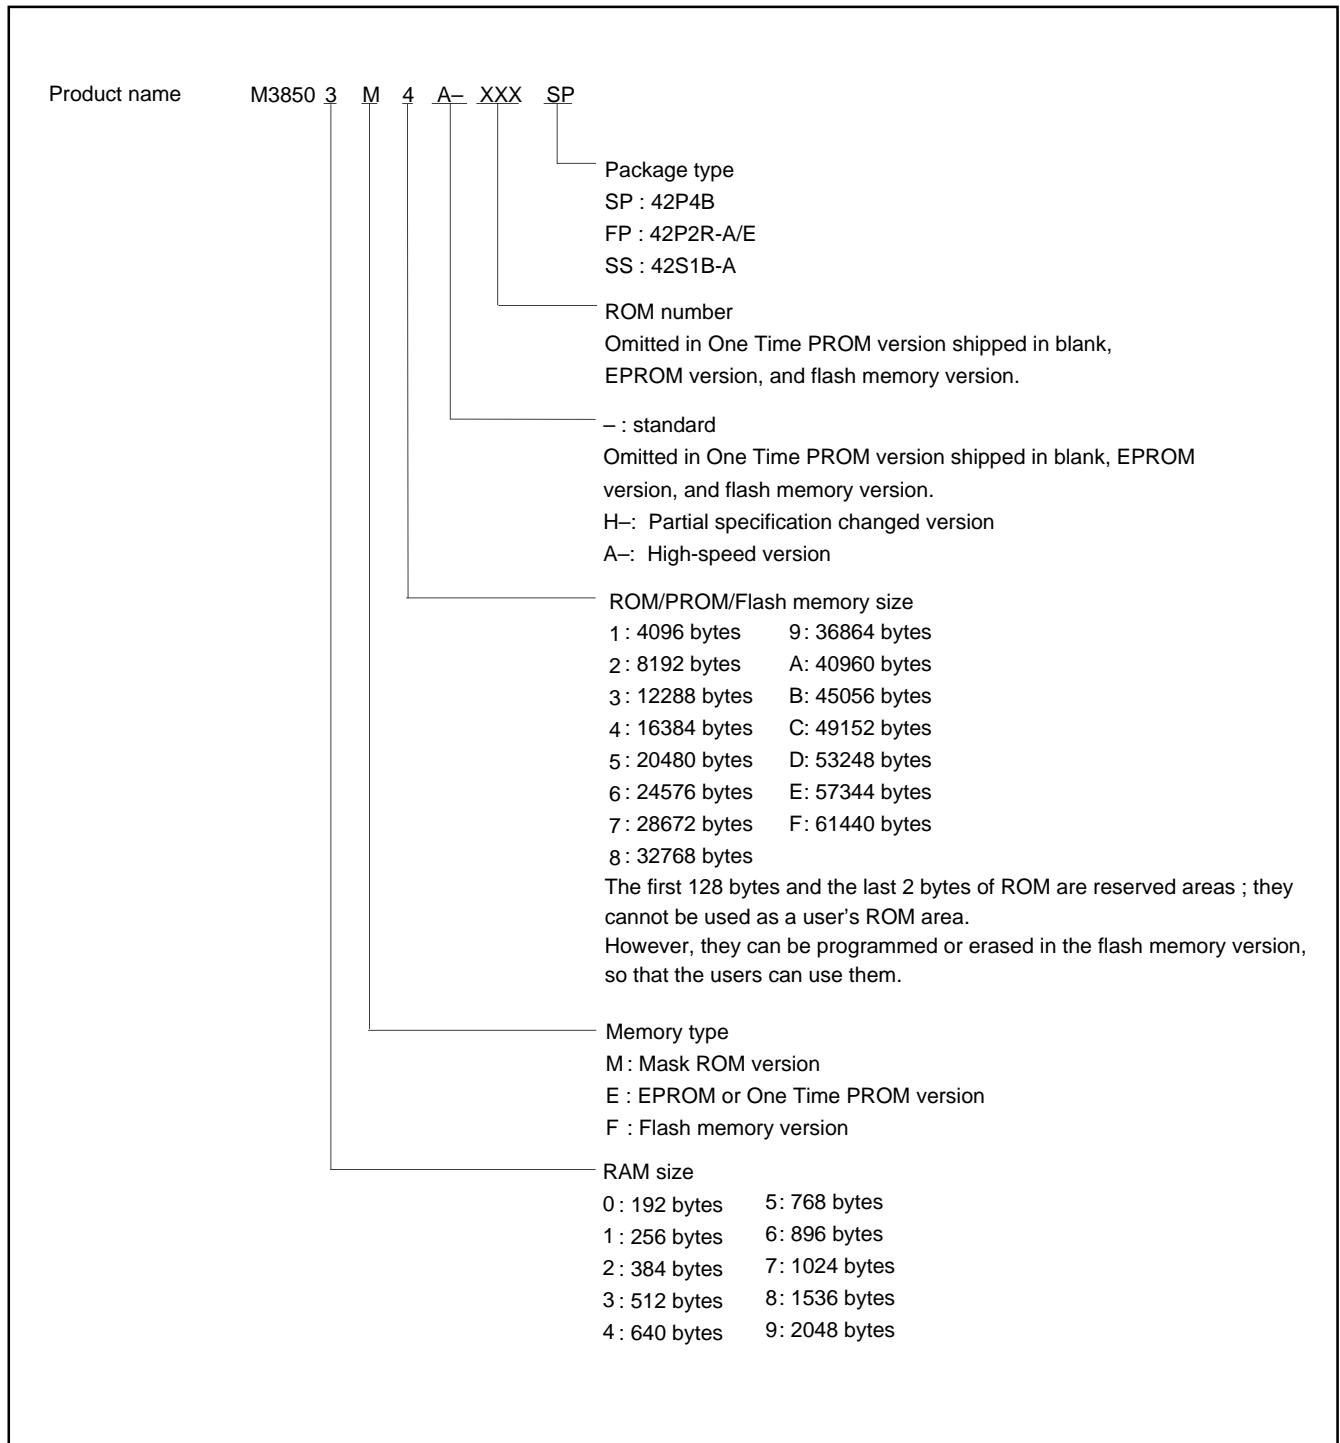 Product name M3850 3 M 4 A– XXX SP
Package type
SP : 42P4B
FP : 42P2R-A/E
SS : 42S1B-A
ROM number
Omitted in One Time PROM version shipped in blank,
EPROM version, and flash memory version.
– : standard
Omitted in One Time PROM version shipped in blank, EPROM
version, and flash memory version.
H–: Partial specification changed version
A–: High-speed version
ROM/PROM/Flash memory size
1 : 4096 bytes 9 : 36864 bytes
2 : 8192 bytes A: 40960 bytes
3 : 12288 bytes B: 45056 bytes
4 : 16384 bytes C: 49152 bytes
5 : 20480 bytes D: 53248 bytes
6 : 24576 bytes E: 57344 bytes
7 : 28672 bytes F: 61440 bytes
8 : 32768 bytes
The first 128 bytes and the last 2 bytes of ROM are reserved areas ; they
cannot be used as a user’s ROM area.
However, they can be programmed or erased in the flash memory version,
so that the users can use them.
Memory type
M : Mask ROM version
E : EPROM or One Time PROM version
F : Flash memory version
RAM size
0 : 192 bytes 5 : 768 bytes
1 : 256 bytes 6 : 896 bytes
2 : 384 bytes 7 : 1024 bytes
3 : 512 bytes 8 : 1536 bytes
4 : 640 bytes 9 : 2048 bytes